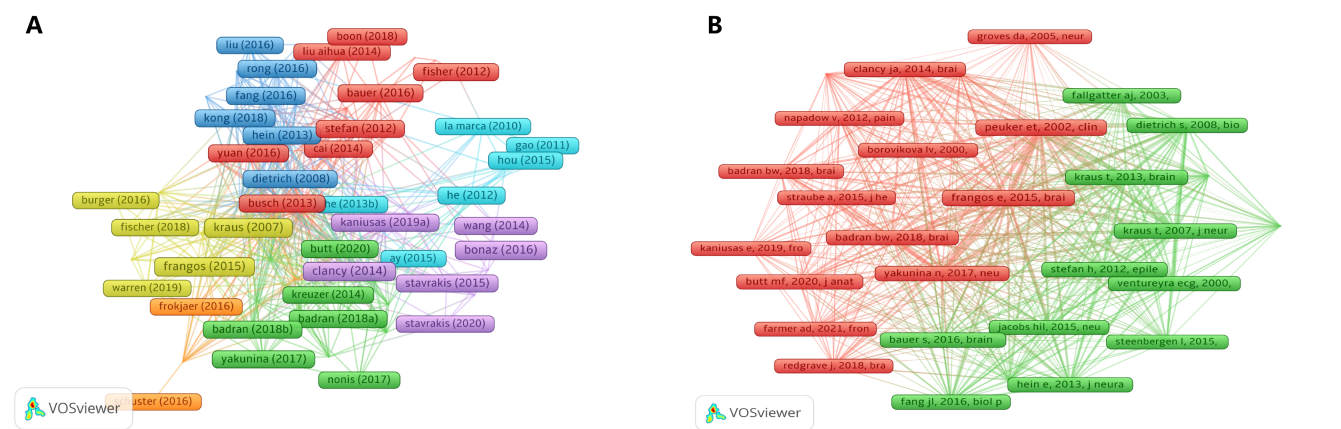 A
liu (2016)
boon (2018)
liu aihua (2014)
rong (2016)
fisher (2012)
fang (2016)
bauer (2016)
kong (2018)
hein (2013)
stefan (2012)
la marca (2010)
yuan (2016)
cai (2014)
gao (2011)
hou (2015)
dietrich (2008)
burger (2016)
busch (2013)
he (2013b)
he (2012)
fischer (2018)
kraus (2007)
kaniusas (2019a)
wang (2014)
butt (2020)
bonaz (2016)
frangos (2015)
clancy (2014)
ay (2015)
warren (2019)
kreuzer (2014)
stavrakis (2015)
frokjaer (2016)
badran (2018b)
badran (2018a)
stavrakis (2020)
yakunina (2017)
nonis (2017)
uster (2016)
VOSviewer
B
groves da, 2005, neur
clancy ja, 2014, brai
fallgatter aj, 2003,
napadow v, 2012, pain
peuker et, 2002, clin
dietrich s, 2008, bio
borovikova lv, 2000,
badran bw, 2018, brai
kraus t, 2013, brain
straube a, 2015, j he
frangos e, 2015, brai
kaniusas e, 2019, fro
badran bw, 2018, brai
kraus t, 2007, j neur
butt mf, 2020, j anat
yakunina n, 2017, neu
stefan h, 2012, epile
ventureyra ecg, 2000,
farmer ad, 2021, fron
bauer s, 2016, brain
jacobs hil, 2015, neu
steenbergen l, 2015,
redgrave j, 2018, bra
hein e, 2013, j neura
fang jl, 2016, biol p
VOSviewer